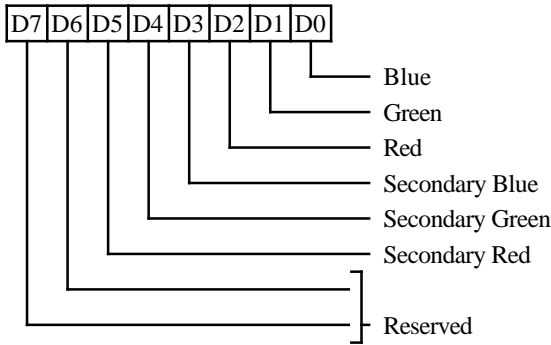 D7 D6 D5 D4 D3 D2 D1 D0
Blue
Green
Red
Secondary Blue
Secondary Green
Secondary Red
Reserved